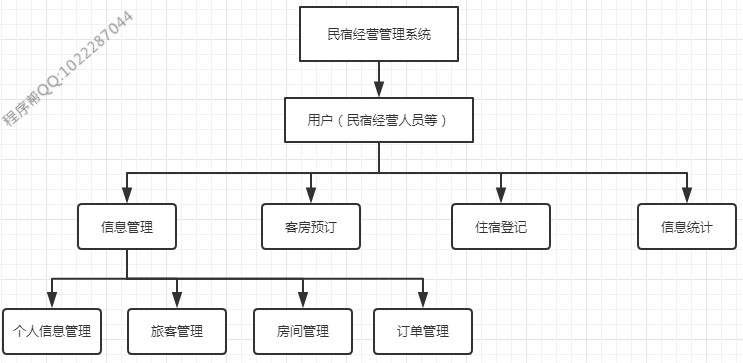 程序帮QQ:1022287044
民宿经营管理系统
用户（民宿经营人员等）
信息管理
客房预订
住宿登记
信息统计
个人信息管理
旅客管理
房间管理
订单管理